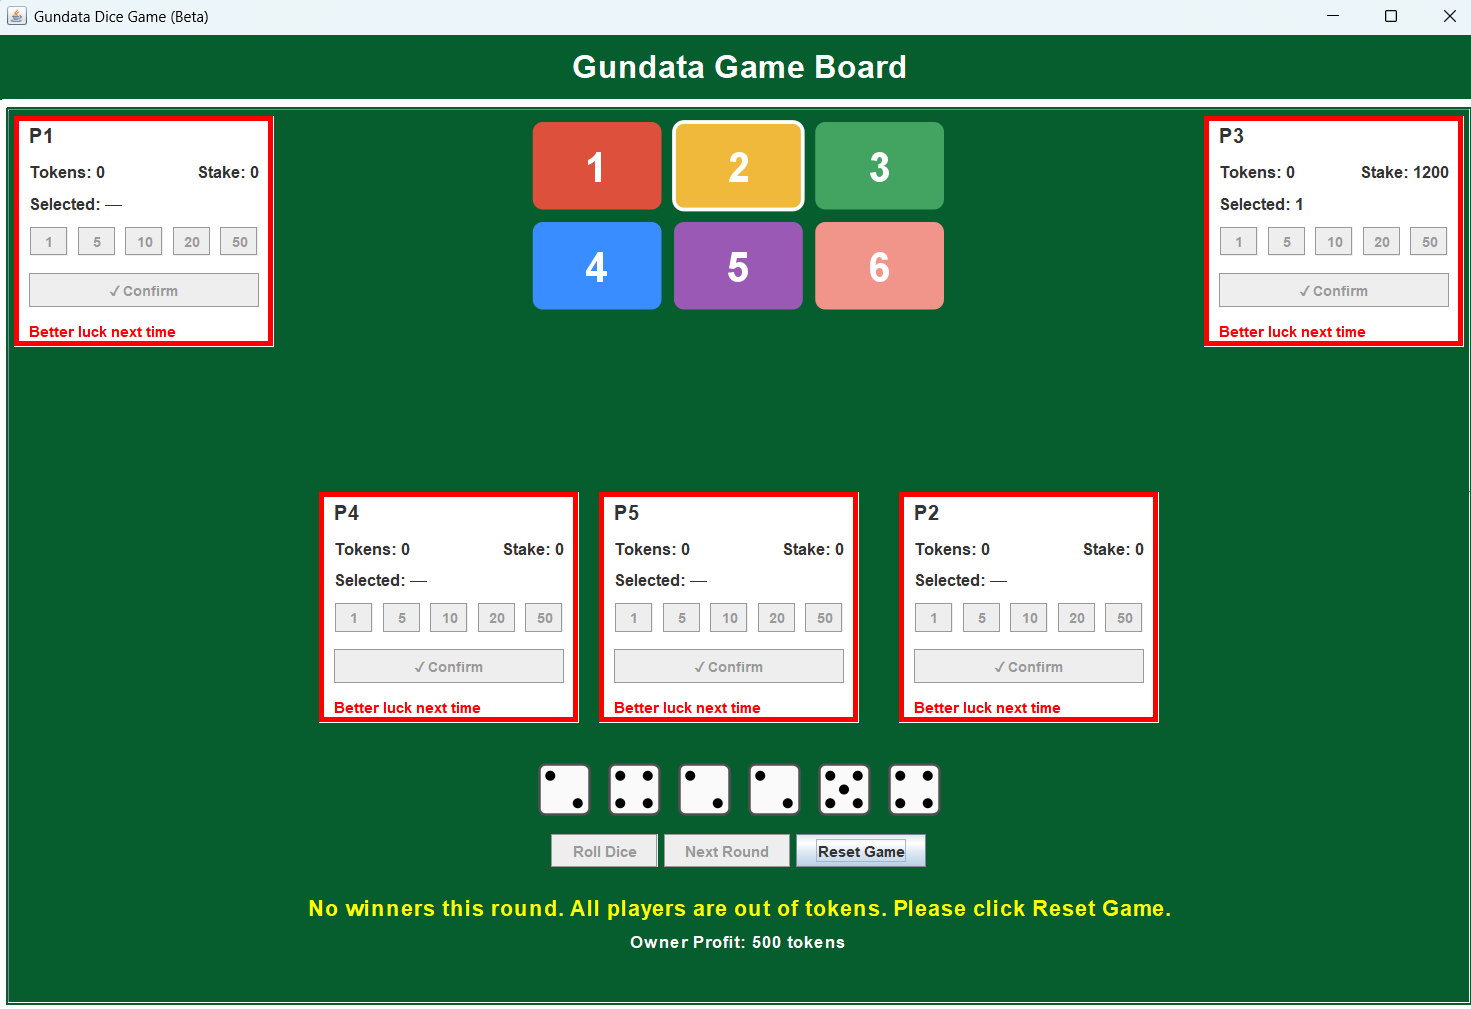 Gundata Dice Game (Beta)
Gundata Game Board
P1
Tokens: 0 Stake: 0
Selected: —
1 5 10 20 50
✓ Confirm
Better luck next time
1 2 3
4 5 6
P3
Tokens: 0 Stake: 1200
Selected: 1
1 5 10 20 50
✓ Confirm
Better luck next time
P4
Tokens: 0 Stake: 0
Selected: —
1 5 10 20 50
✓ Confirm
Better luck next time
P5
Tokens: 0 Stake: 0
Selected: —
1 5 10 20 50
✓ Confirm
Better luck next time
P2
Tokens: 0 Stake: 0
Selected: —
1 5 10 20 50
✓ Confirm
Better luck next time
Roll Dice Next Round Reset Game
No winners this round. All players are out of tokens. Please click Reset Game.
Owner Profit: 500 tokens